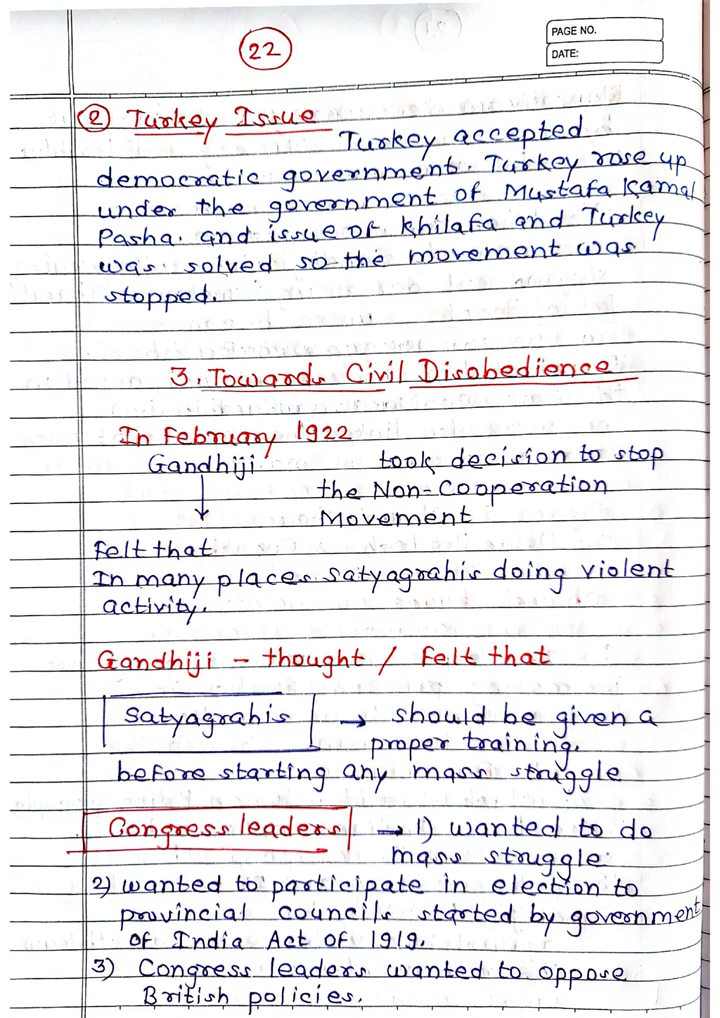 22
PAGE NO.
DATE:
② Turkey Issue
Turkey accepted
democratic government. Turkey rose up
under the government of Mustafa Kamal
Pasha. and issue of khilafa and Turkey
was solved so the movement was
stopped.
3. Towards Civil Disobedience
In February 1922
Gandhiji took decision to stop
↓ the Non-Cooperation
Movement
Felt that
In many places satyagrahis doing violent
activity.
Gandhiji - thought / Felt that
Satyagrahis → should be given a
proper training.
before starting any mass struggle
Congress leaders → 1) wanted to do
mass struggle.
2) wanted to participate in election to
provincial councils started by government
of India Act of 1919.
3) Congress leaders wanted to oppose
British policies.